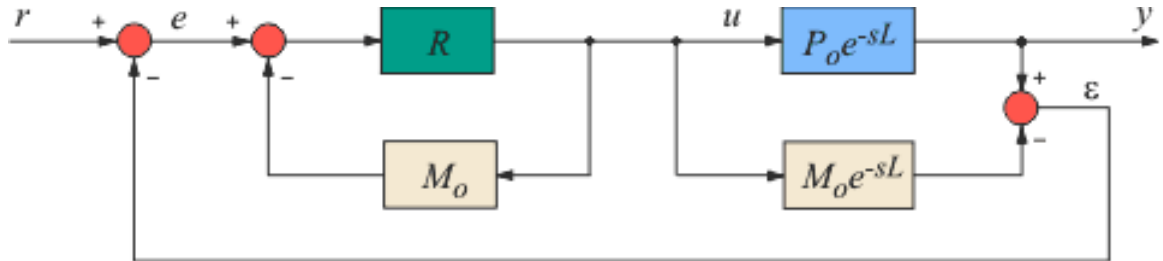 r + e + R u P_o e^{-sL} y
- - + ε
M_o M_o e^{-sL} -